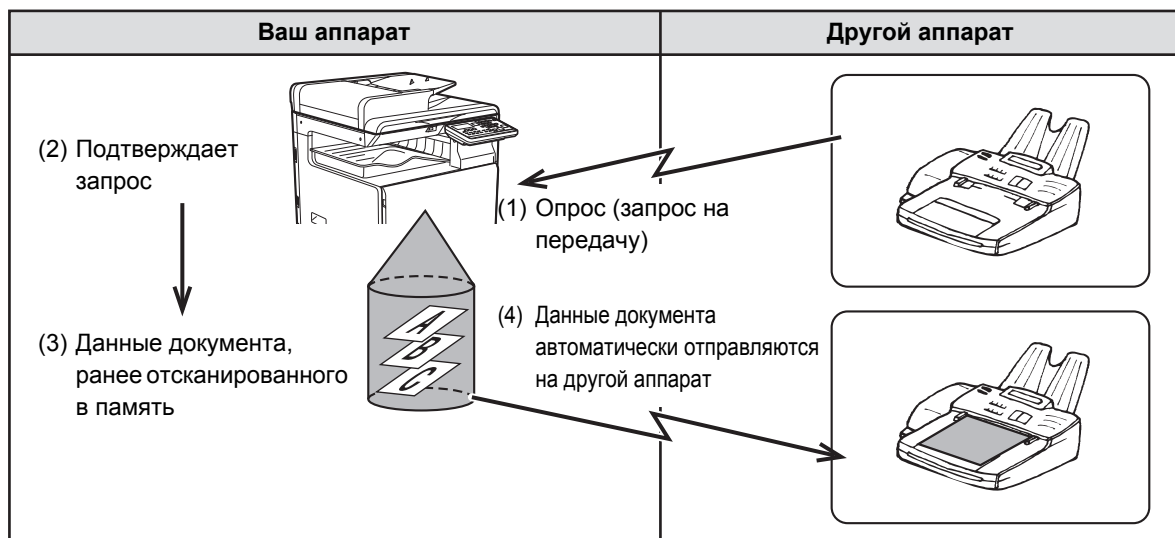 Ваш аппарат
Другой аппарат
(2) Подтверждает
запрос
(1) Опрос (запрос на
передачу)
(3) Данные документа,
ранее отсканированного
в память
A
B
C
(4) Данные документа
автоматически отправляются
на другой аппарат